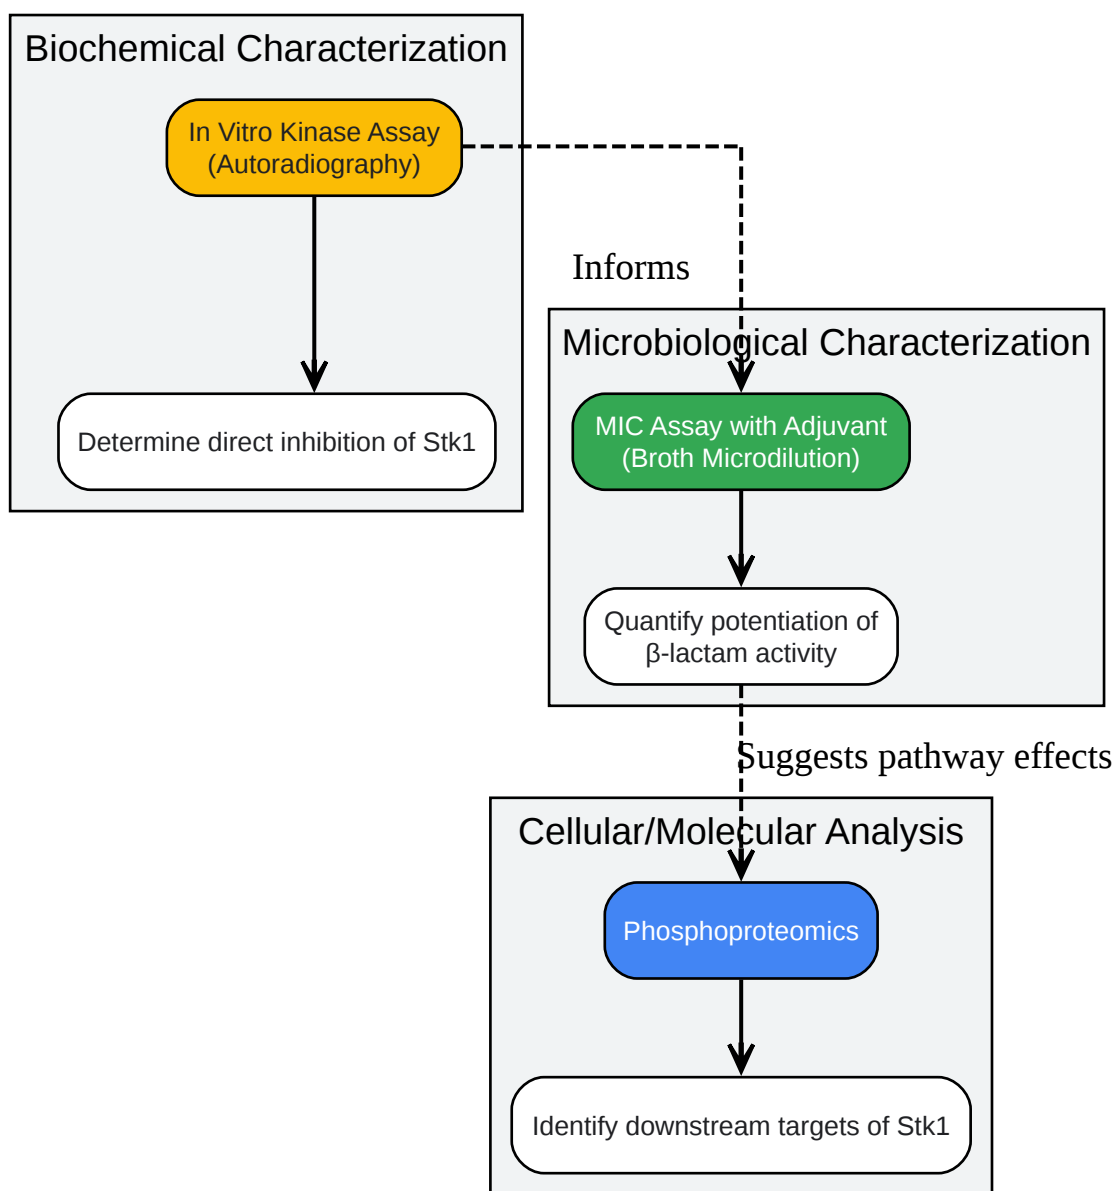 Biochemical Characterization
In Vitro Kinase Assay
(Autoradiography)
Determine direct inhibition of Stk1
Informs
Microbiological Characterization
MIC Assay with Adjuvant
(Broth Microdilution)
Quantify potentiation of
β-lactam activity
Suggests pathway effects
Cellular/Molecular Analysis
Phosphoproteomics
Identify downstream targets of Stk1